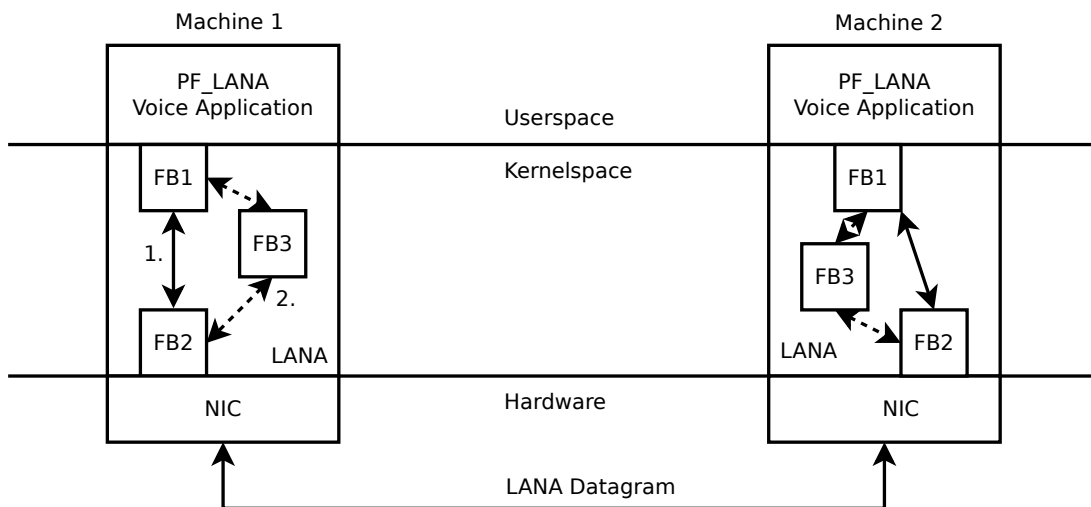 Machine 1
Machine 2
PF_LANA
Voice Application
PF_LANA
Voice Application
Userspace
Kernelspace
FB1
FB1
FB3
FB3
1.
2.
FB2
FB2
LANA
LANA
NIC
Hardware
NIC
LANA Datagram